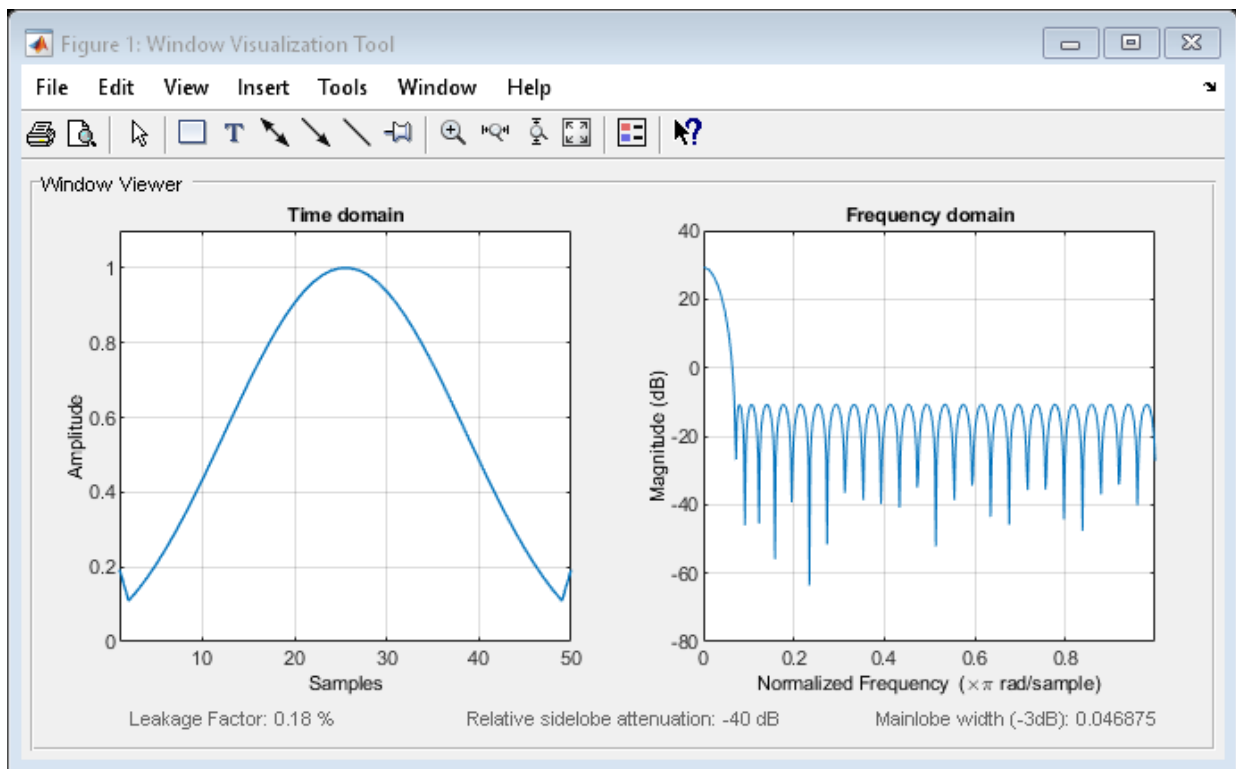 Figure 1: Window Visualization Tool
File Edit View Insert Tools Window Help
T
?
Window Viewer
Time domain
Amplitude
1
0.8
0.6
0.4
0.2
0
10 20 30 40 50
Samples
Frequency domain
Magnitude (dB)
40
20
0
-20
-40
-60
-80
0 0.2 0.4 0.6 0.8
Normalized Frequency (×π rad/sample)
Leakage Factor: 0.18 % Relative sidelobe attenuation: -40 dB Mainlobe width (-3dB): 0.046875